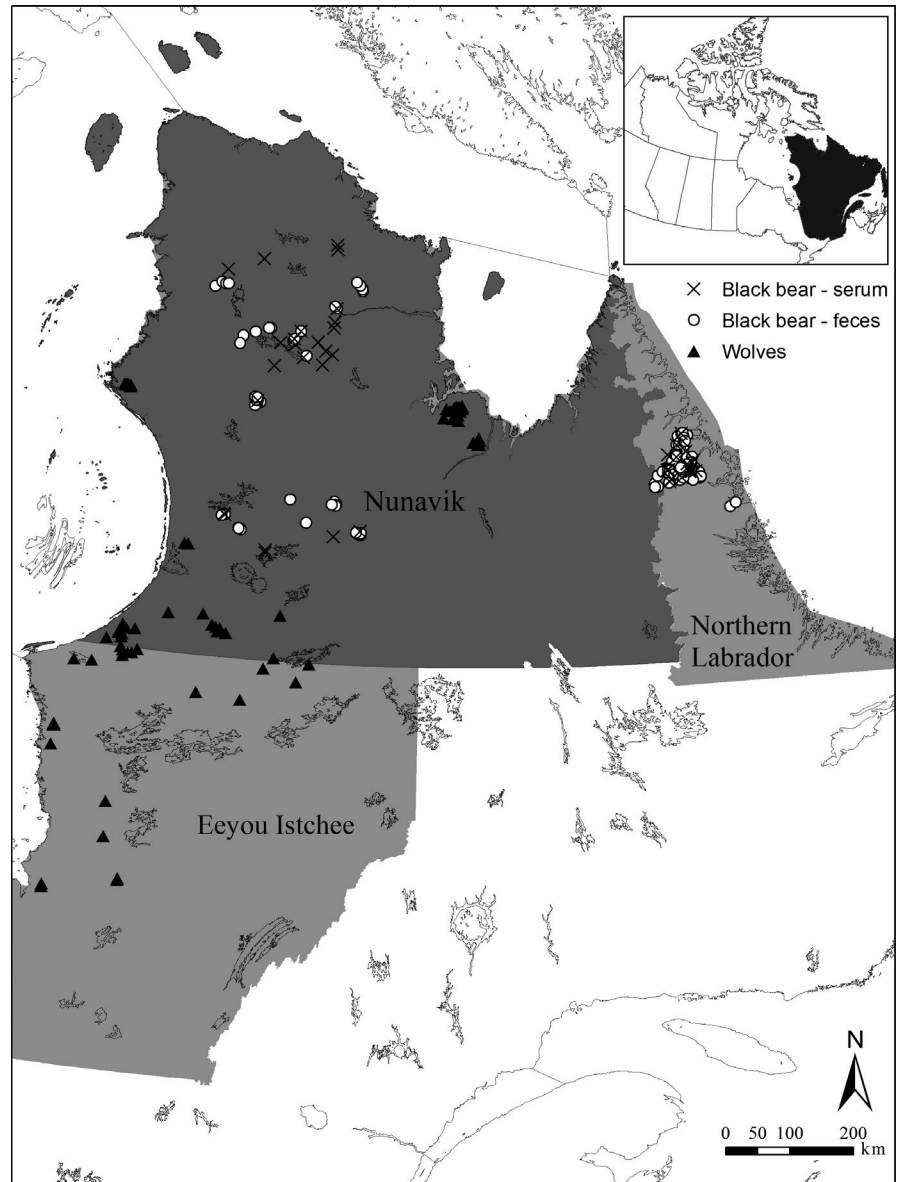 Black bear - serum
Black bear - feces
Wolves
Nunavik
Northern
Labrador
Eeyou Istchee
N
0 50 100 200
km